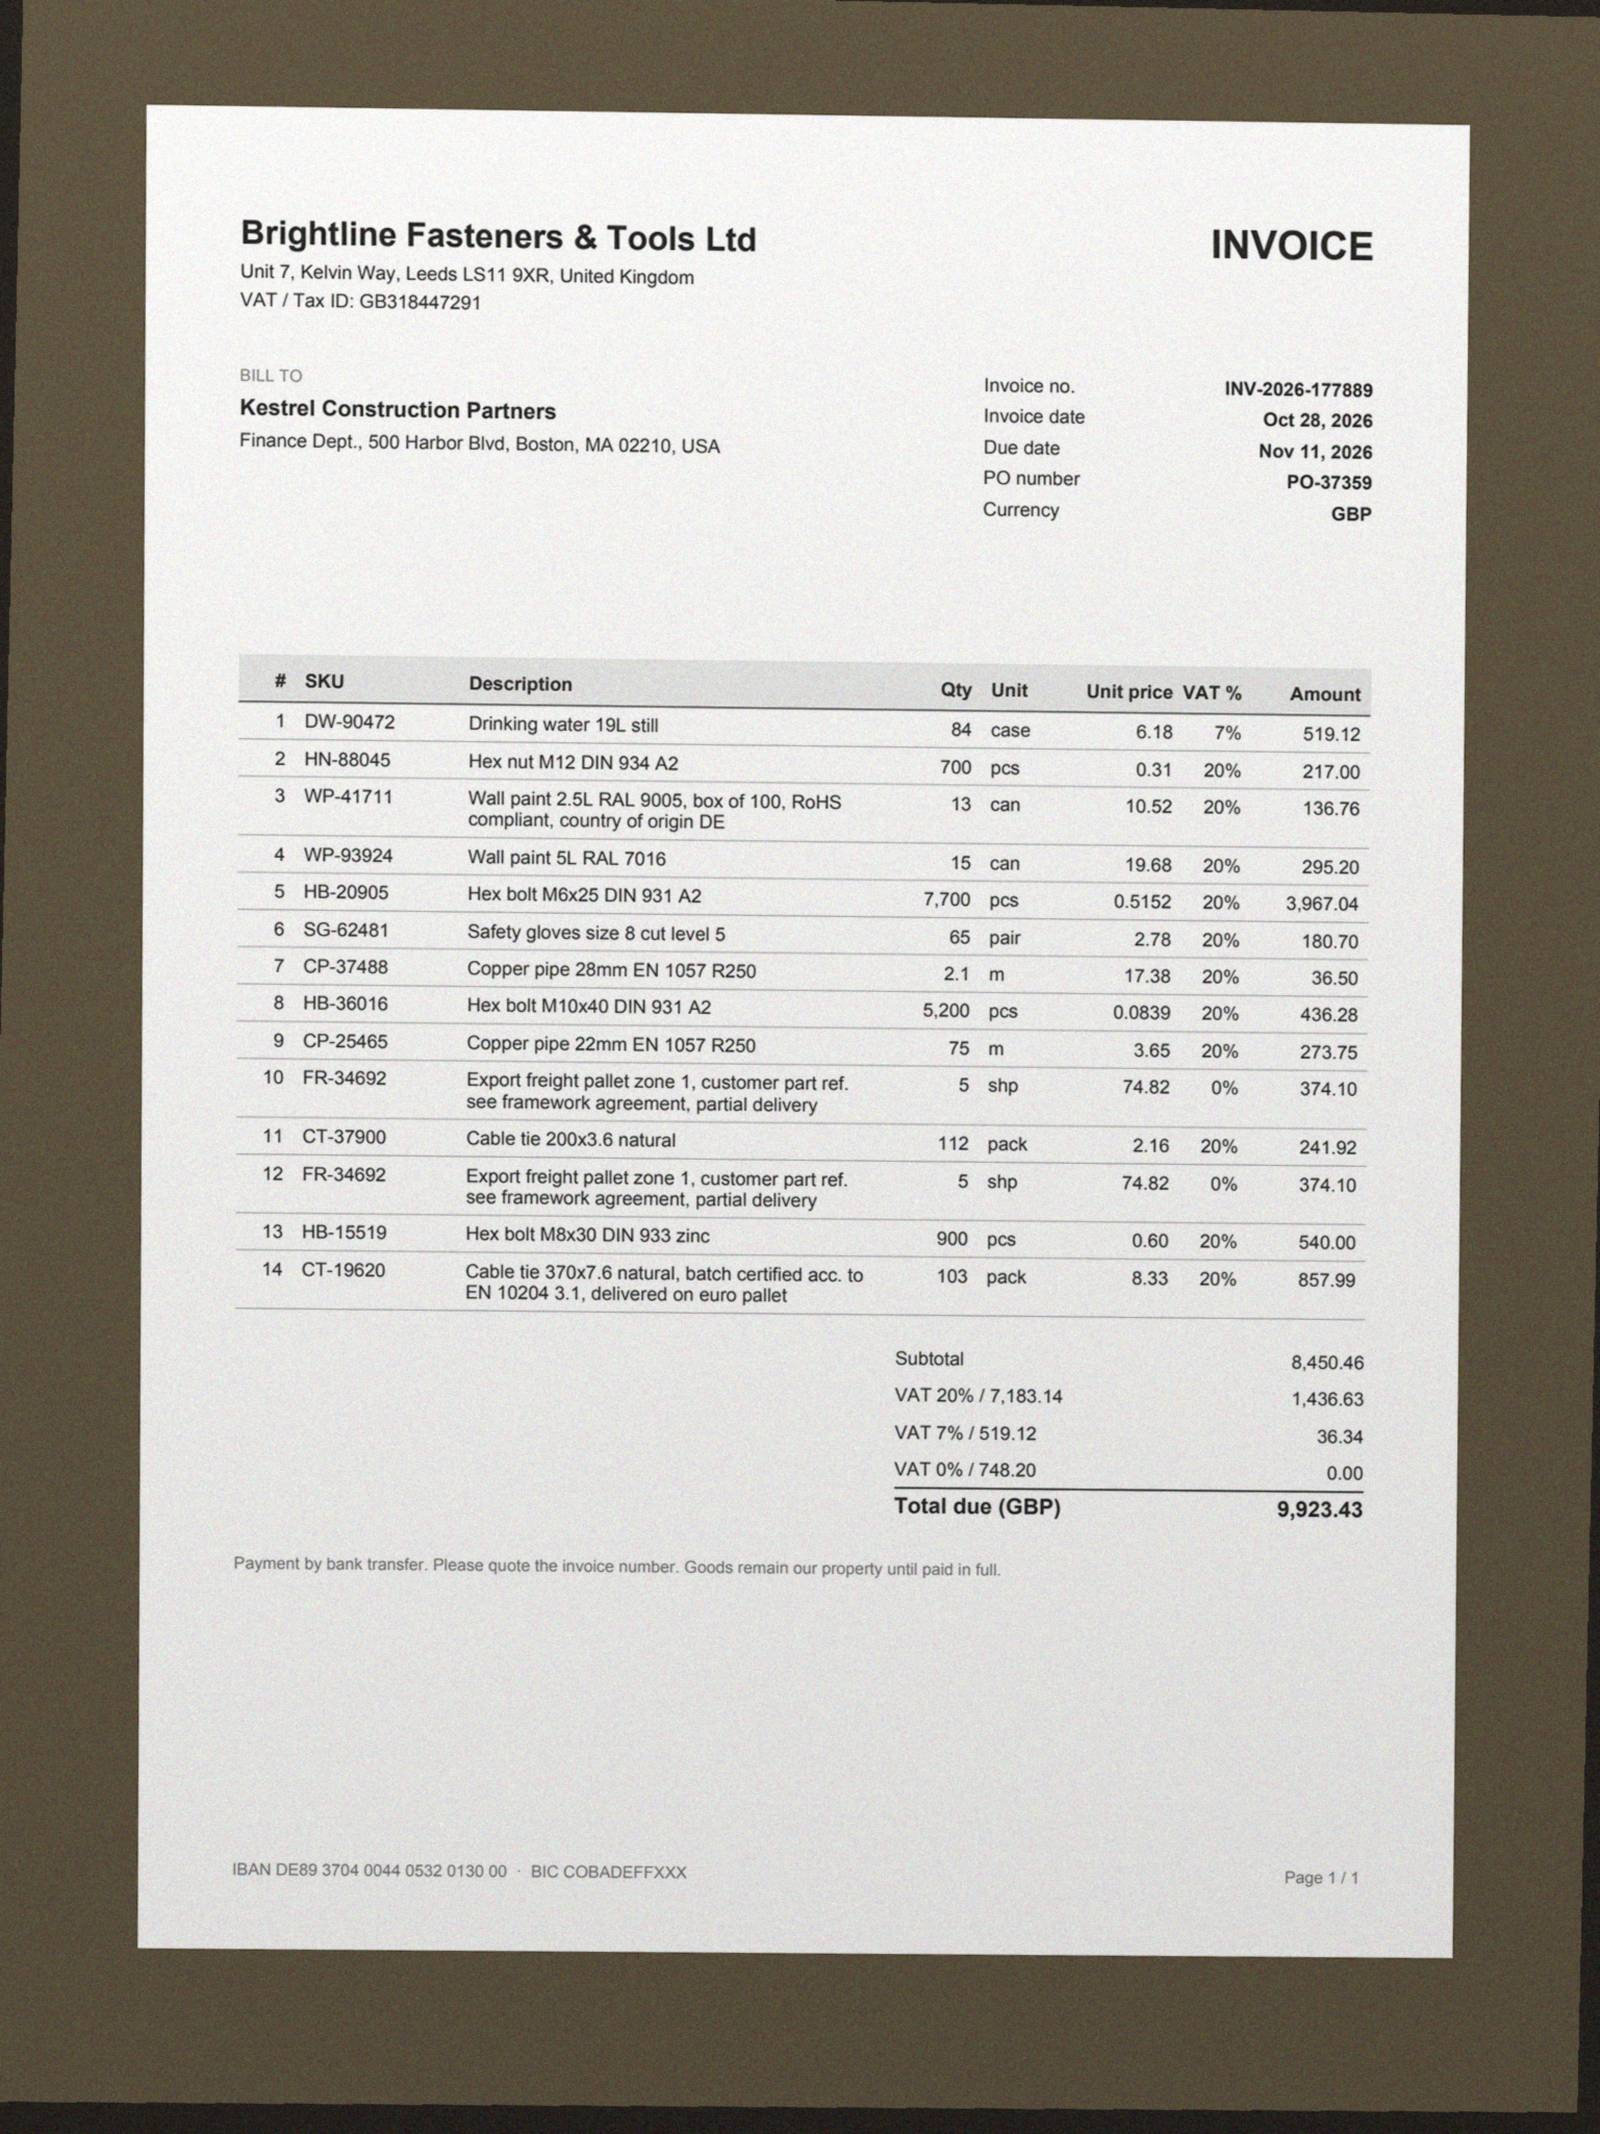 Brightline Fasteners & Tools Ltd
INVOICE
Unit 7, Kelvin Way, Leeds LS11 9XR, United Kingdom
VAT / Tax ID: GB318447291
BILL TO
Kestrel Construction Partners
Finance Dept., 500 Harbor Blvd, Boston, MA 02210, USA
Invoice no. INV-2026-177889
Invoice date Oct 28, 2026
Due date Nov 11, 2026
PO number PO-37359
Currency GBP
# SKU Description Qty Unit Unit price VAT % Amount
1 DW-90472 Drinking water 19L still 84 case 6.18 7% 519.12
2 HN-88045 Hex nut M12 DIN 934 A2 700 pcs 0.31 20% 217.00
3 WP-41711 Wall paint 2.5L RAL 9005, box of 100, RoHS 13 can 10.52 20% 136.76
compliant, country of origin DE
4 WP-93924 Wall paint 5L RAL 7016 15 can 19.68 20% 295.20
5 HB-20905 Hex bolt M6x25 DIN 931 A2 7,700 pcs 0.5152 20% 3,967.04
6 SG-62481 Safety gloves size 8 cut level 5 65 pair 2.78 20% 180.70
7 CP-37488 Copper pipe 28mm EN 1057 R250 2.1 m 17.38 20% 36.50
8 HB-36016 Hex bolt M10x40 DIN 931 A2 5,200 pcs 0.0839 20% 436.28
9 CP-25465 Copper pipe 22mm EN 1057 R250 75 m 3.65 20% 273.75
10 FR-34692 Export freight pallet zone 1, customer part ref. 5 shp 74.82 0% 374.10
see framework agreement, partial delivery
11 CT-37900 Cable tie 200x3.6 natural 112 pack 2.16 20% 241.92
12 FR-34692 Export freight pallet zone 1, customer part ref. 5 shp 74.82 0% 374.10
see framework agreement, partial delivery
13 HB-15519 Hex bolt M8x30 DIN 933 zinc 900 pcs 0.60 20% 540.00
14 CT-19620 Cable tie 370x7.6 natural, batch certified acc. to 103 pack 8.33 20% 857.99
EN 10204 3.1, delivered on euro pallet
Subtotal 8,450.46
VAT 20% / 7,183.14 1,436.63
VAT 7% / 519.12 36.34
VAT 0% / 748.20 0.00
Total due (GBP) 9,923.43
Payment by bank transfer. Please quote the invoice number. Goods remain our property until paid in full.
IBAN DE89 3704 0044 0532 0130 00 · BIC COBADEFFXXX
Page 1 / 1